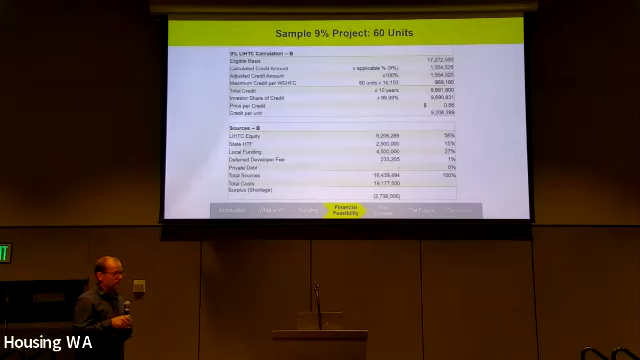 Sample 9% Project: 60 Units
9% LIHTC Calculation – B
Eligible Basis 17,272,500
Calculated Credit Amount x applicable % (9%) 1,554,525
Adjusted Credit Amount x100% 1,554,525
Maximum Credit per WSHFC 60 units x 16,153 969,180
Total Credit x 10 years 9,691,800
Investor Share of Credit x 99.99% 9,690,831
Price per Credit $ 0.95
Credit per unit 9,206,289
Sources – B
LIHTC Equity 9,206,289 56%
State HTF 2,500,000 15%
Local Funding 4,500,000 27%
Deferred Developer Fee 233,205 1%
Private Debt - 0%
Total Sources 16,439,494 100%
Total Costs 19,177,500
Surplus (Shortage)
(2,738,006)
Introduction Financial Feasibility The Future
IT
Housing WA